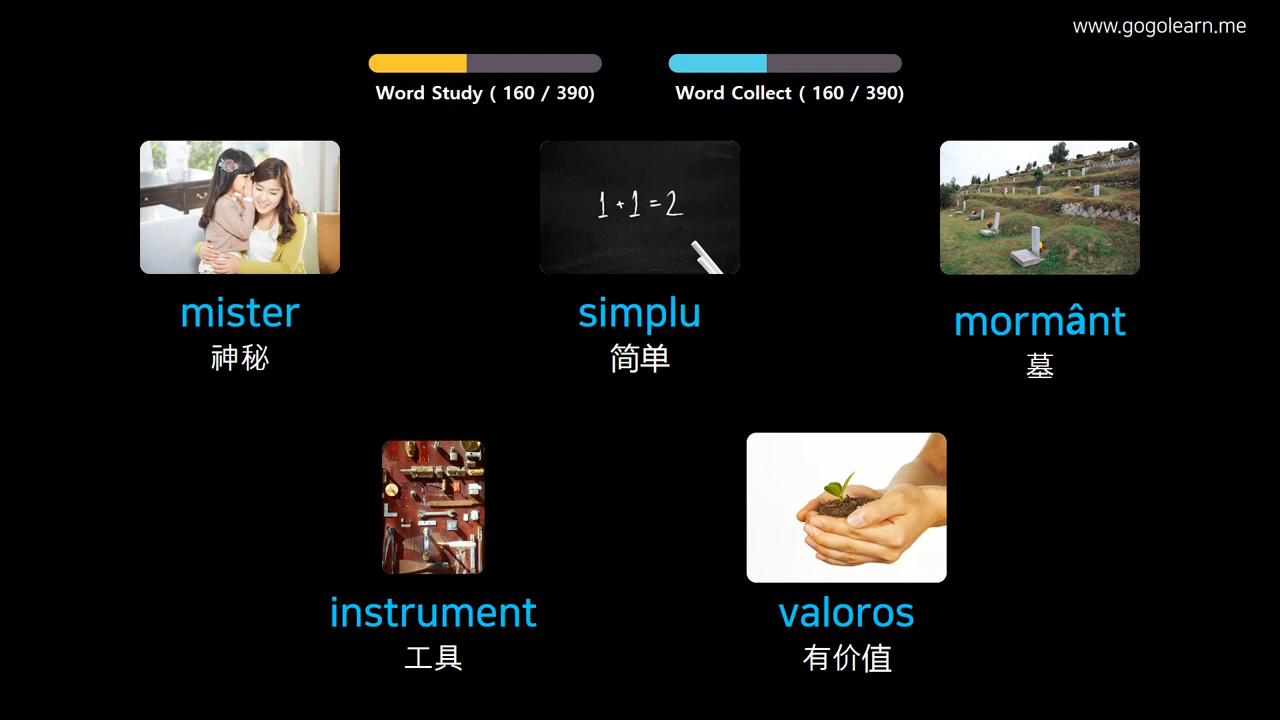 www.gogolearn.me
Word Study ( 160 / 390)
Word Collect ( 160 / 390)
1+1=2
mister
神秘
simplu
简单
mormânt
墓
instrument
工具
valoros
有价值